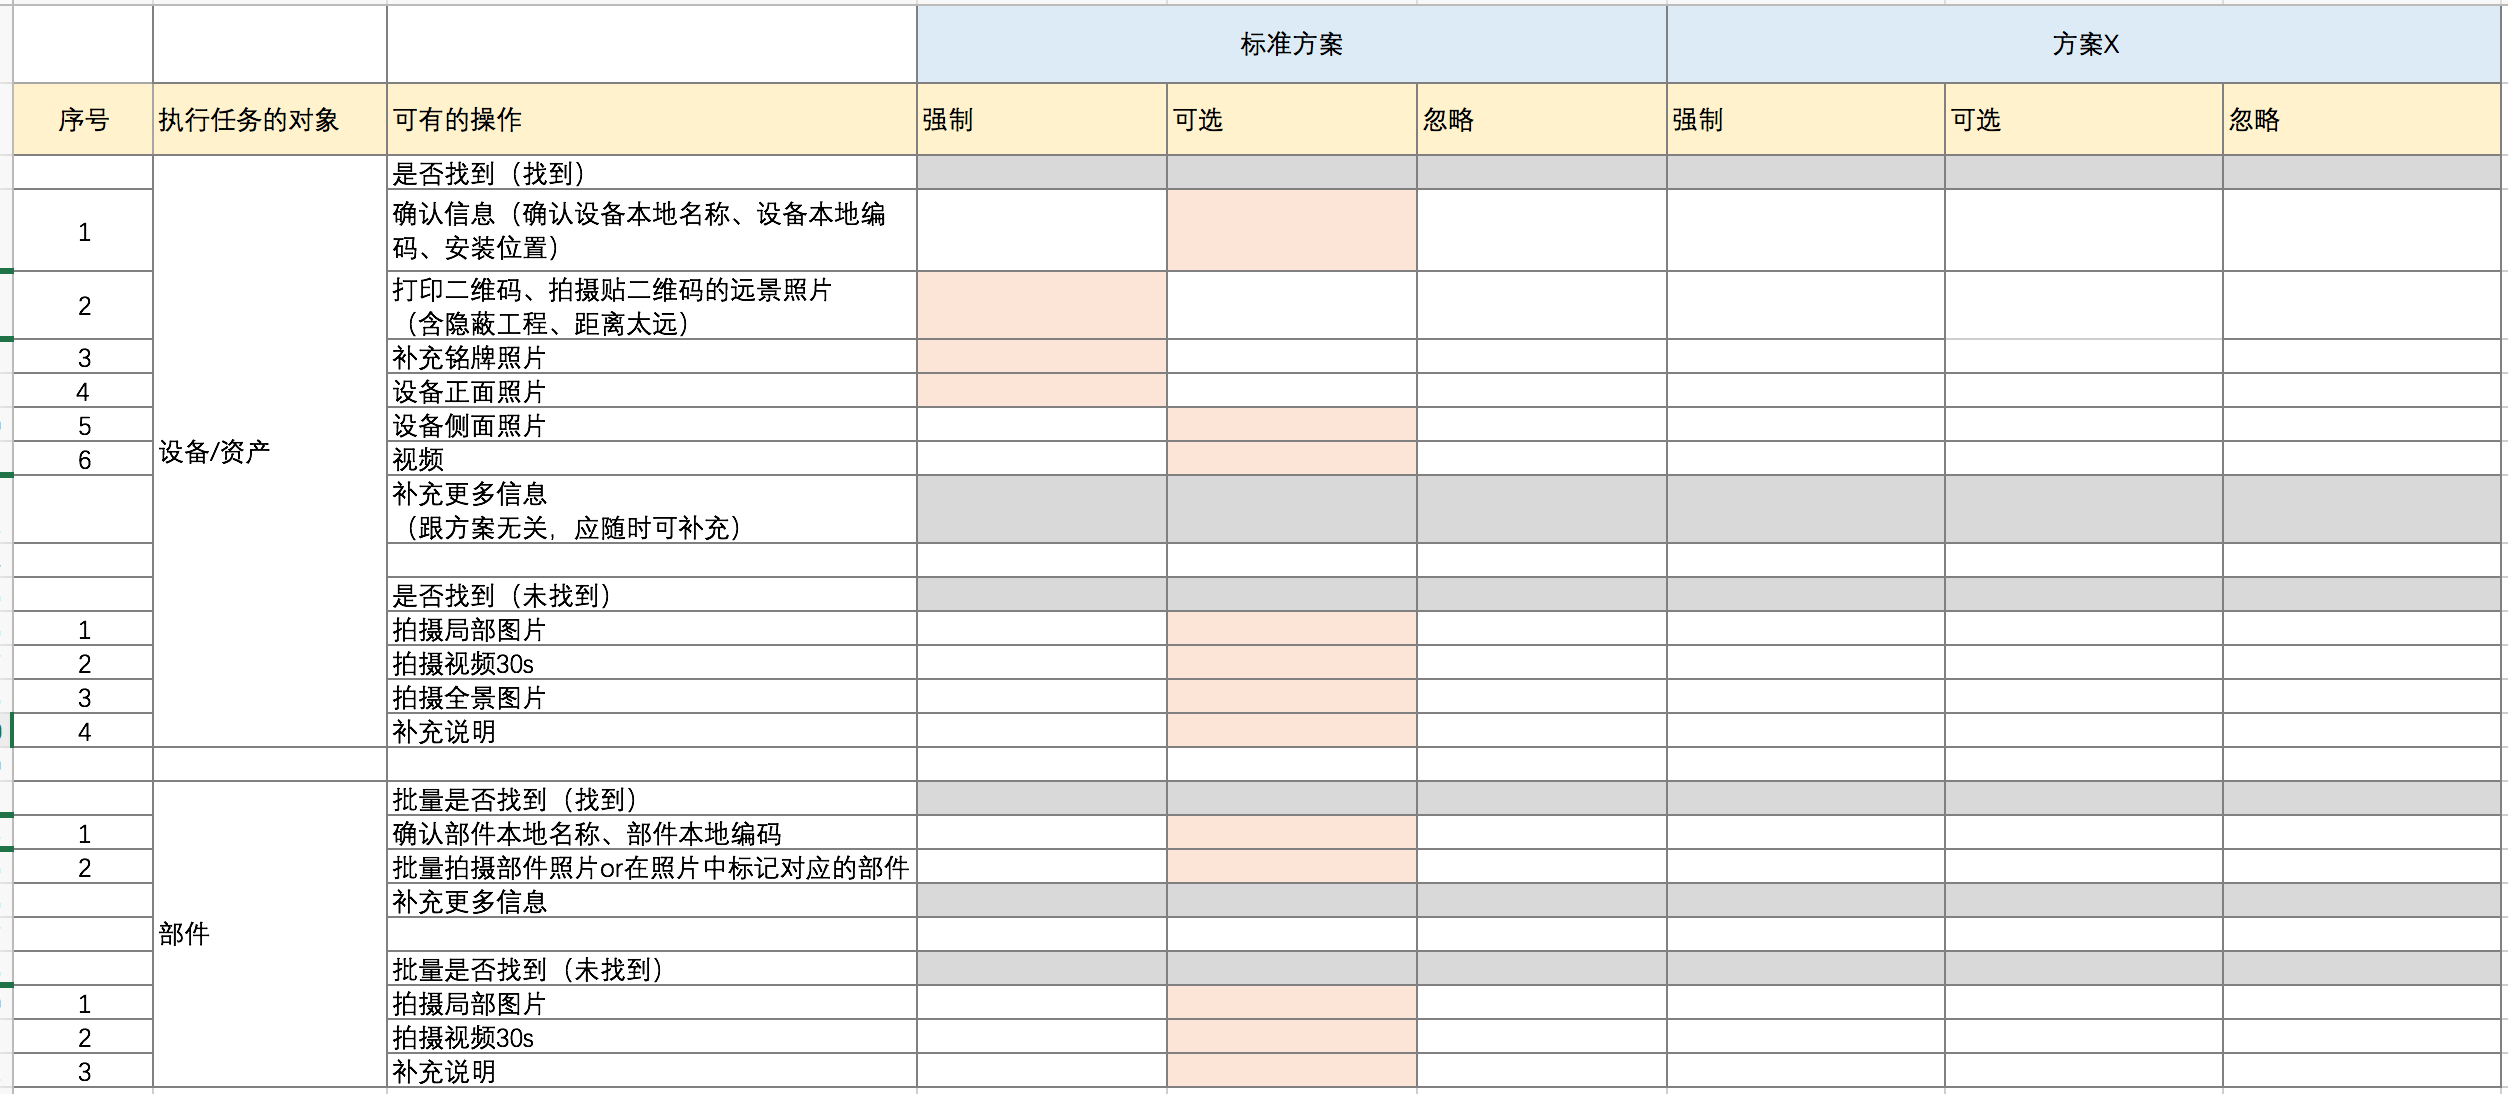 标准方案 方案X
序号 执行任务的对象 可有的操作 强制 可选 忽略 强制 可选 忽略
是否找到（找到）
1 确认信息（确认设备本地名称、设备本地编
码、安装位置）
2 打印二维码、拍摄贴二维码的远景照片
（含隐蔽工程、距离太远）
3 补充铭牌照片
4 设备正面照片
5 设备侧面照片
设备/资产
6 视频
补充更多信息
（跟方案无关，应随时可补充）
是否找到（未找到）
1 拍摄局部图片
2 拍摄视频30s
3 拍摄全景图片
4 补充说明
批量是否找到（找到）
1 确认部件本地名称、部件本地编码
2 批量拍摄部件照片or在照片中标记对应的部件
补充更多信息
部件
批量是否找到（未找到）
1 拍摄局部图片
2 拍摄视频30s
3 补充说明